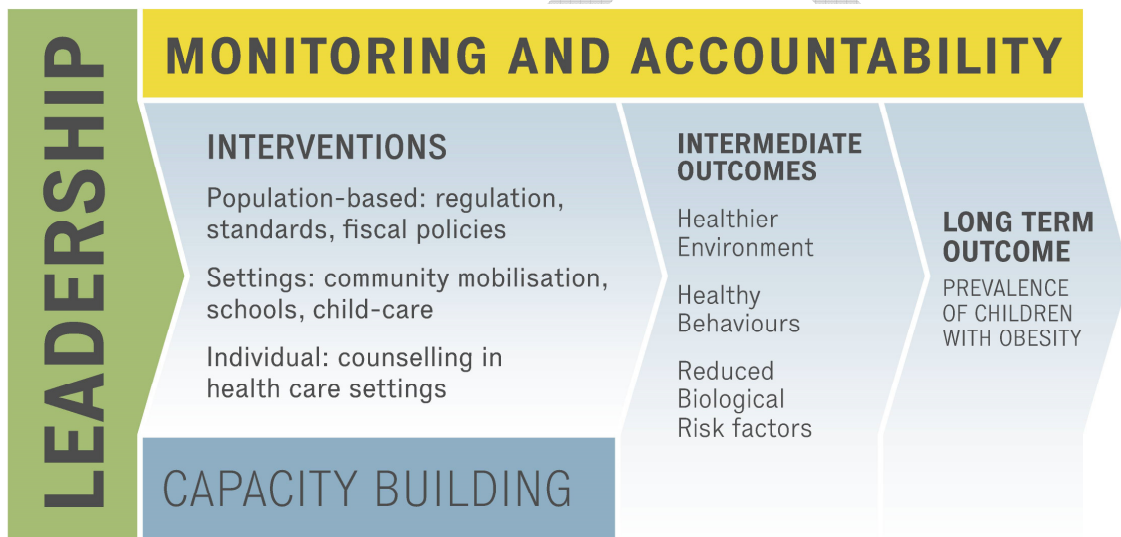 LEADERSHIP
MONITORING AND ACCOUNTABILITY
INTERVENTIONS
Population-based: regulation,
standards, fiscal policies
Settings: community mobilisation,
schools, child-care
Individual: counselling in
health care settings
CAPACITY BUILDING
INTERMEDIATE
OUTCOMES
Healthier
Environment
Healthy
Behaviours
Reduced
Biological
Risk factors
LONG TERM
OUTCOME
PREVALENCE
OF CHILDREN
WITH OBESITY